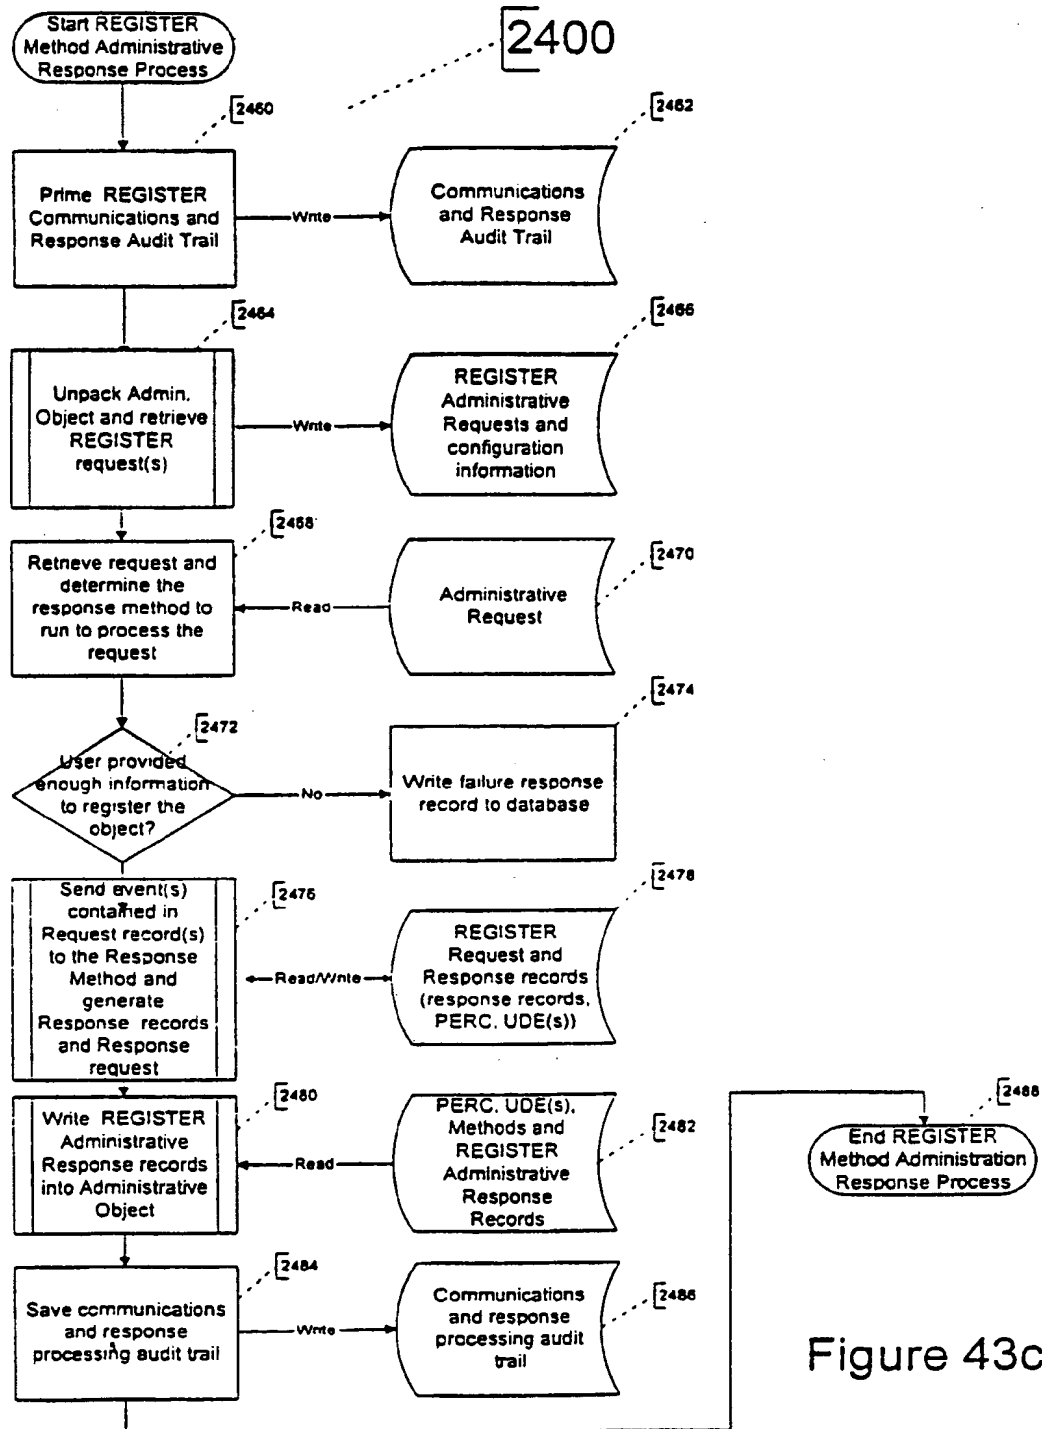 Start REGISTER
Method Administrative
Response Process
2400
2460
Prime REGISTER
Communications and
Response Audit Trail
Write
2462
Communications
and Response
Audit Trail
2464
Unpack Admin.
Object and retrieve
REGISTER
request(s)
Write
2466
REGISTER
Administrative
Requests and
configuration
information
2468
Retrieve request and
determine the
response method to
run to process the
request
Read
2470
Administrative
Request
2472
User provided
enough information
to register the
object?
No
2474
Write failure response
record to database
2476
Send event(s)
contained in
Request record(s)
to the Response
Method and
generate
Response records
and Response
request
Read/Write
2478
REGISTER
Request and
Response records
(response records,
PERC, UDE(s))
2480
Write REGISTER
Administrative
Response records
into Administrative
Object
Read
2482
PERC, UDE(s),
Methods and
REGISTER
Administrative
Response
Records
2484
Save communications
and response
processing audit trail
Write
2486
Communications
and response
processing audit
trail
2488
End REGISTER
Method Administration
Response Process
Figure 43c